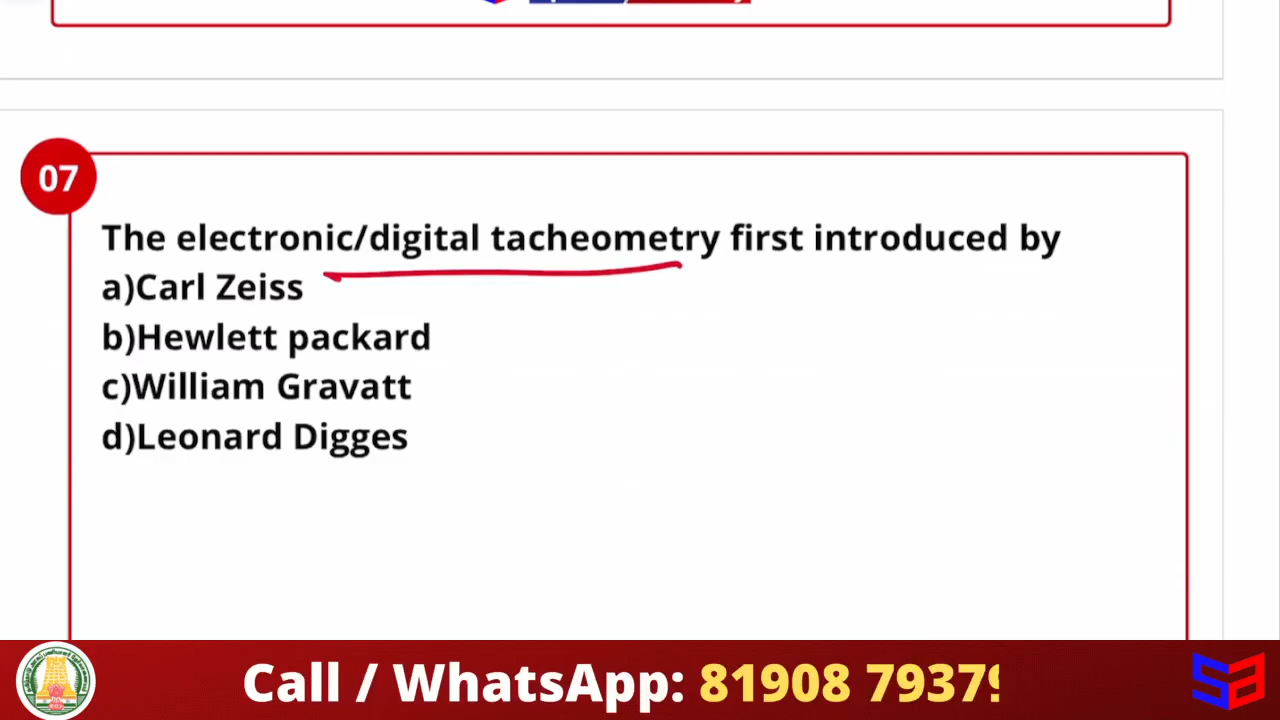 07
The electronic/digital tacheometry first introduced by
a)Carl Zeiss
b)Hewlett packard
c)William Gravatt
d)Leonard Digges
Call / WhatsApp: 81908 79379